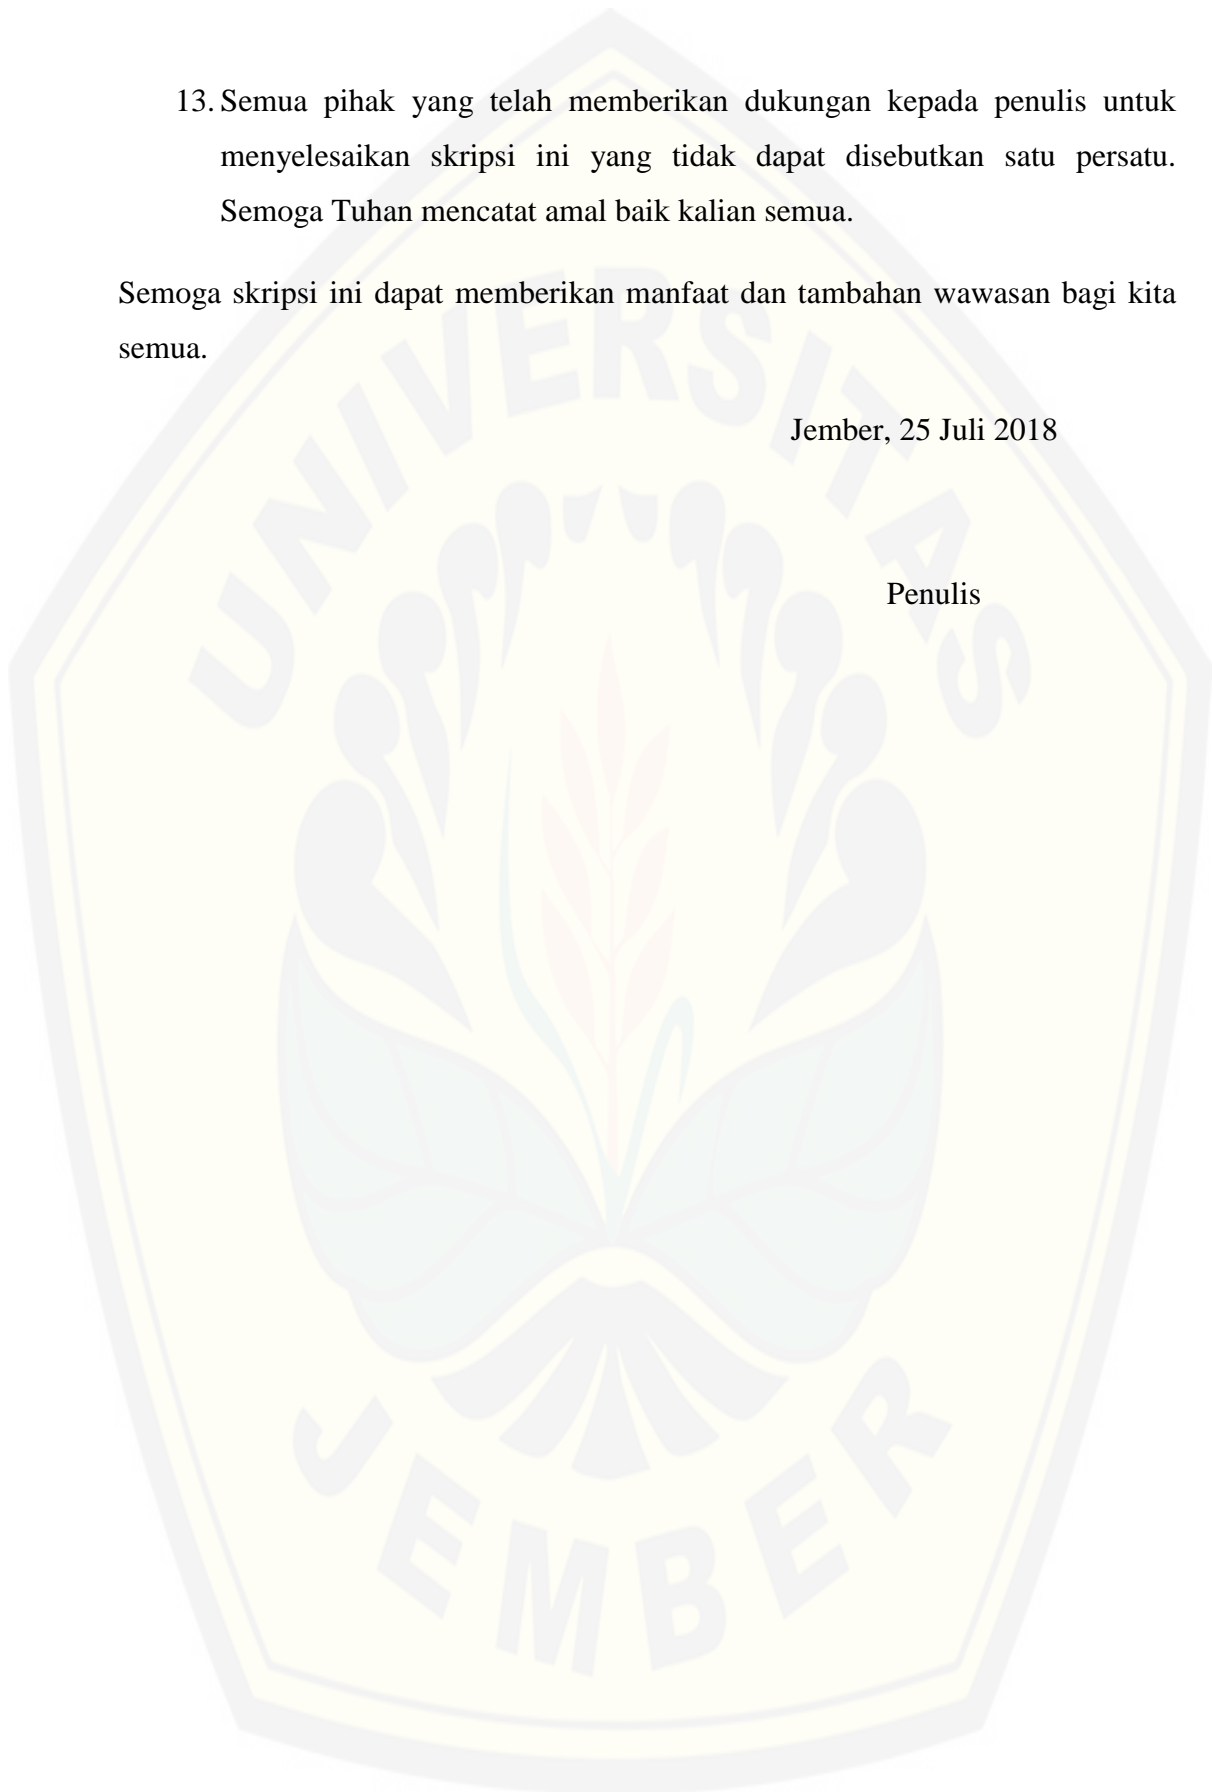 13. Semua pihak yang telah memberikan dukungan kepada penulis untuk
menyelesaikan skripsi ini yang tidak dapat disebutkan satu persatu.
Semoga Tuhan mencatat amal baik kalian semua.
Semoga skripsi ini dapat memberikan manfaat dan tambahan wawasan bagi kita
semua.
Jember, 25 Juli 2018
Penulis
UNIVERSITAS
JEMBER